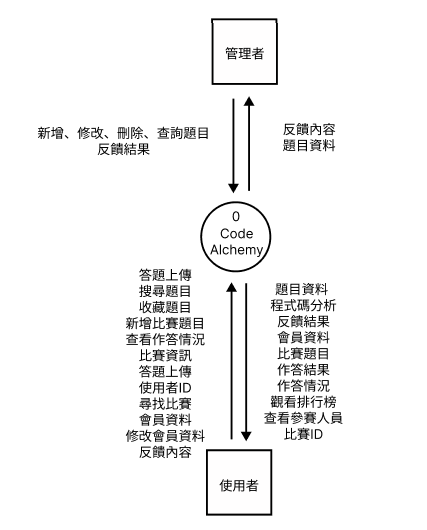 管理者
新增、修改、刪除、查詢題目
反饋結果
反饋內容
題目資料
0
Code
Alchemy
答題上傳
搜尋題目
收藏題目
新增比賽題目
查看作答情況
比賽資訊
答題上傳
使用者ID
尋找比賽
會員資料
修改會員資料
反饋內容
題目資料
程式碼分析
反饋結果
會員資料
比賽題目
作答結果
作答情況
觀看排行榜
查看參賽人員
比賽ID
使用者